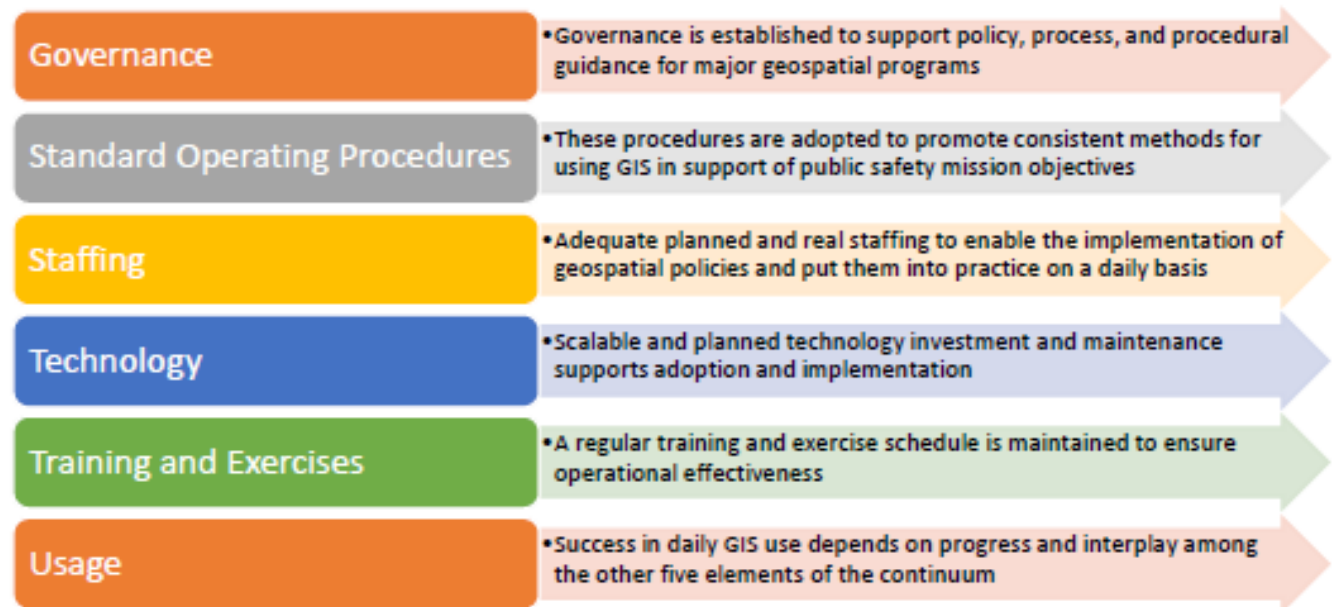 Governance
•Governance is established to support policy, process, and procedural
guidance for major geospatial programs
Standard Operating Procedures
•These procedures are adopted to promote consistent methods for
using GIS in support of public safety mission objectives
Staffing
•Adequate planned and real staffing to enable the implementation of
geospatial policies and put them into practice on a daily basis
Technology
•Scalable and planned technology investment and maintenance
supports adoption and implementation
Training and Exercises
•A regular training and exercise schedule is maintained to ensure
operational effectiveness
Usage
•Success in daily GIS use depends on progress and interplay among
the other five elements of the continuum